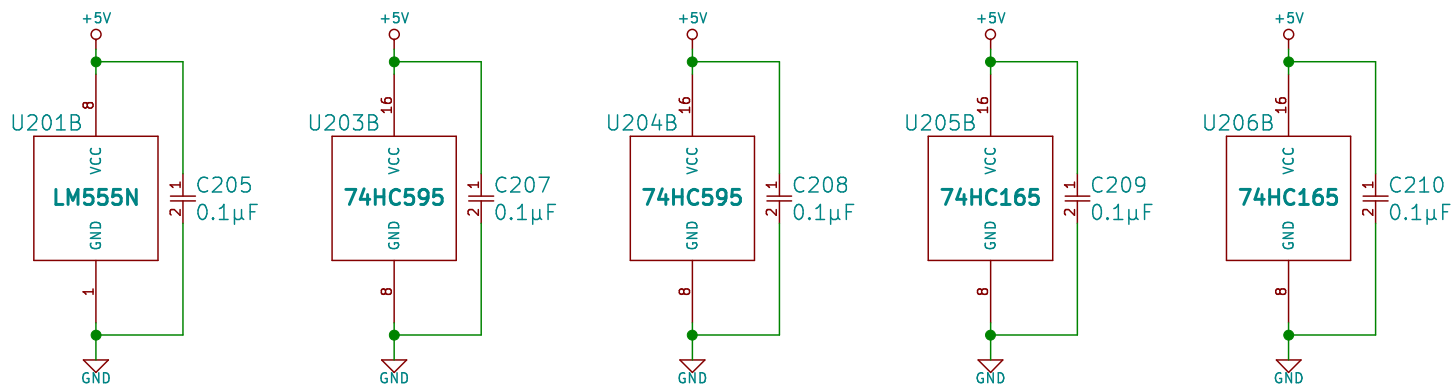 +5V +5V +5V +5V +5V
8 16 16 16 16
U201B U203B U204B U205B U206B
VCC VCC VCC VCC VCC
1 C205 1 C207 1 C208 1 C209 1 C210
LM555N 74HC595 74HC595 74HC165 74HC165
2 0.1µF 2 0.1µF 2 0.1µF 2 0.1µF 2 0.1µF
GND GND GND GND GND
1 8 8 8 8
GND GND GND GND GND